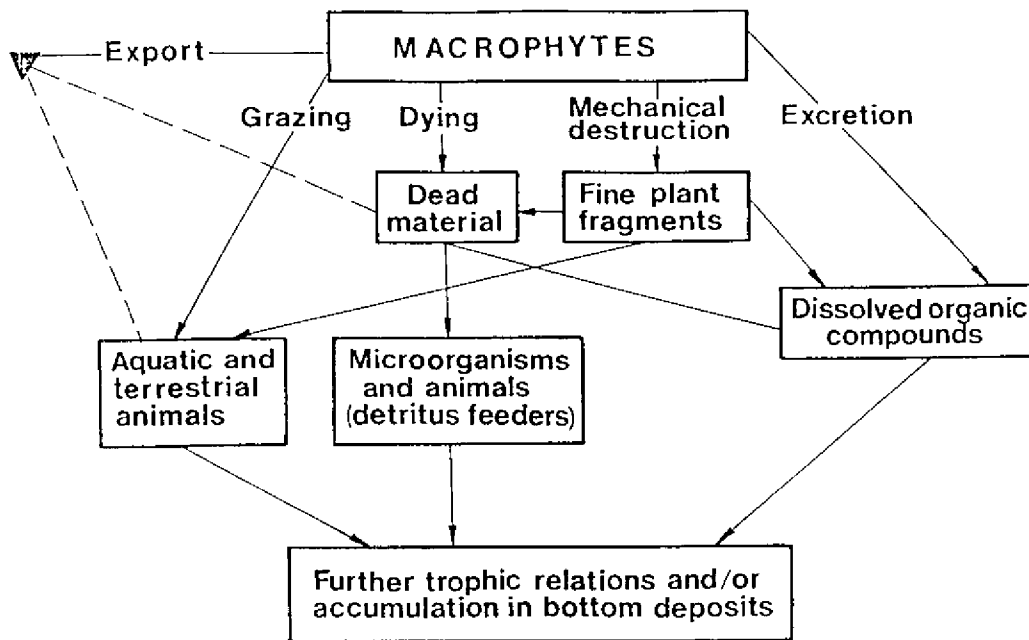 MACROPHYTES
Export
Grazing
Dying
Mechanical
destruction
Excretion
Dead
material
Fine plant
fragments
Dissolved organic
compounds
Aquatic and
terrestrial
animals
Microorganisms
and animals
(detritus feeders)
Further trophic relations and/or
accumulation in bottom deposits